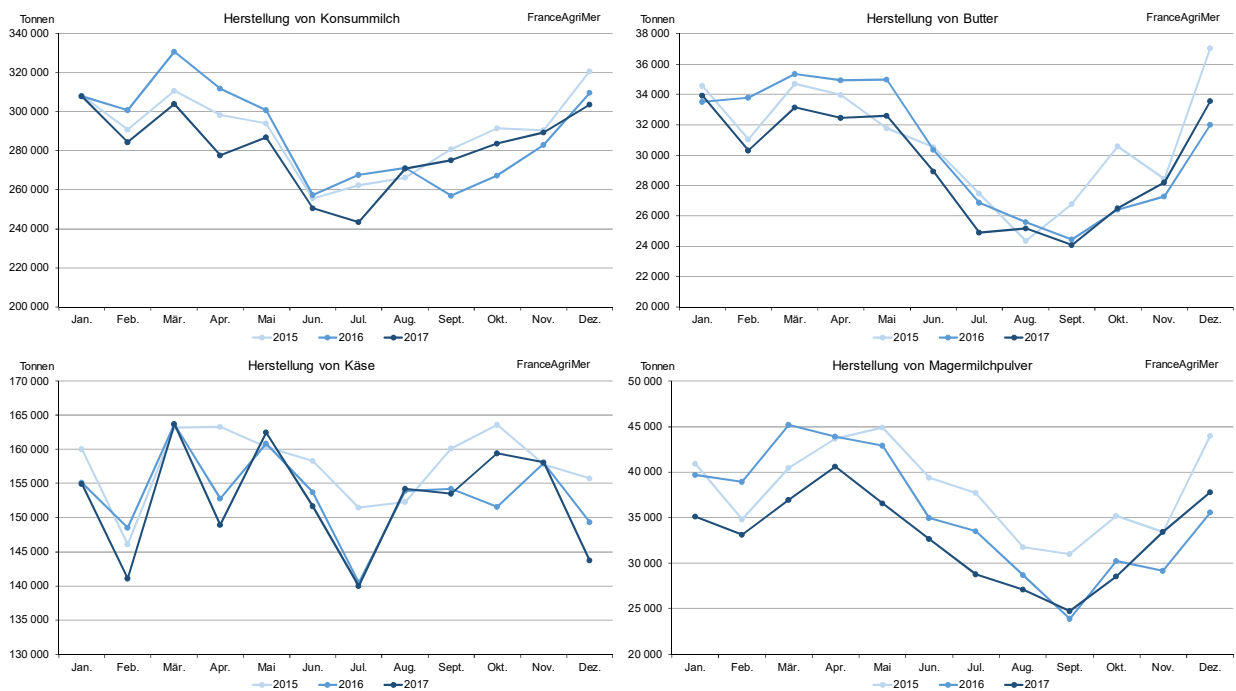 Tonnen Herstellung von Konsummilch FranceAgriMer
340 000
320 000
300 000
280 000
260 000
240 000
220 000
200 000
Jan. Feb. Mär. Apr. Mai Jun. Jul. Aug. Sept. Okt. Nov. Dez.
2015 2016 2017
Tonnen Herstellung von Butter FranceAgriMer
38 000
36 000
34 000
32 000
30 000
28 000
26 000
24 000
22 000
20 000
Jan. Feb. Mär. Apr. Mai Jun. Jul. Aug. Sept. Okt. Nov. Dez.
2015 2016 2017
Tonnen Herstellung von Käse FranceAgriMer
170 000
165 000
160 000
155 000
150 000
145 000
140 000
135 000
130 000
Jan. Feb. Mär. Apr. Mai Jun. Jul. Aug. Sept. Okt. Nov. Dez.
2015 2016 2017
Tonnen Herstellung von Magermilchpulver FranceAgriMer
50 000
45 000
40 000
35 000
30 000
25 000
20 000
Jan. Feb. Mär. Apr. Mai Jun. Jul. Aug. Sept. Okt. Nov. Dez.
2015 2016 2017